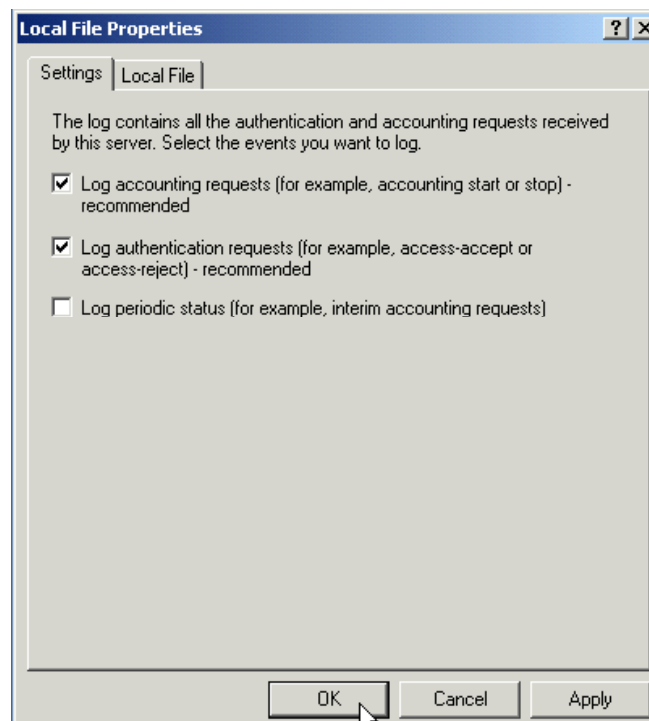 Local File Properties
Settings
Local File
The log contains all the authentication and accounting requests received
by this server. Select the events you want to log.
Log accounting requests (for example, accounting start or stop) -
recommended
Log authentication requests (for example, access-accept or
access-reject) - recommended
Log periodic status (for example, interim accounting requests)
OK
Cancel
Apply